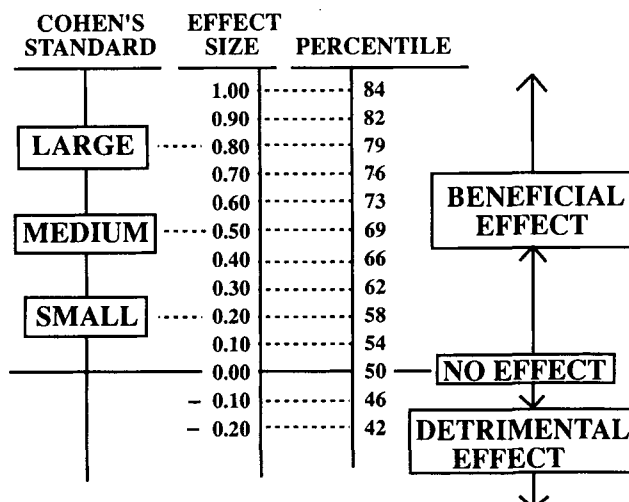 COHEN'S EFFECT
STANDARD SIZE PERCENTILE
1.00 84
0.90 82
LARGE 0.80 79
0.70 76
0.60 73
BENEFICIAL
EFFECT
MEDIUM 0.50 69
0.40 66
0.30 62
SMALL 0.20 58
0.10 54
0.00 50 NO EFFECT
– 0.10 46
– 0.20 42
DETRIMENTAL
EFFECT